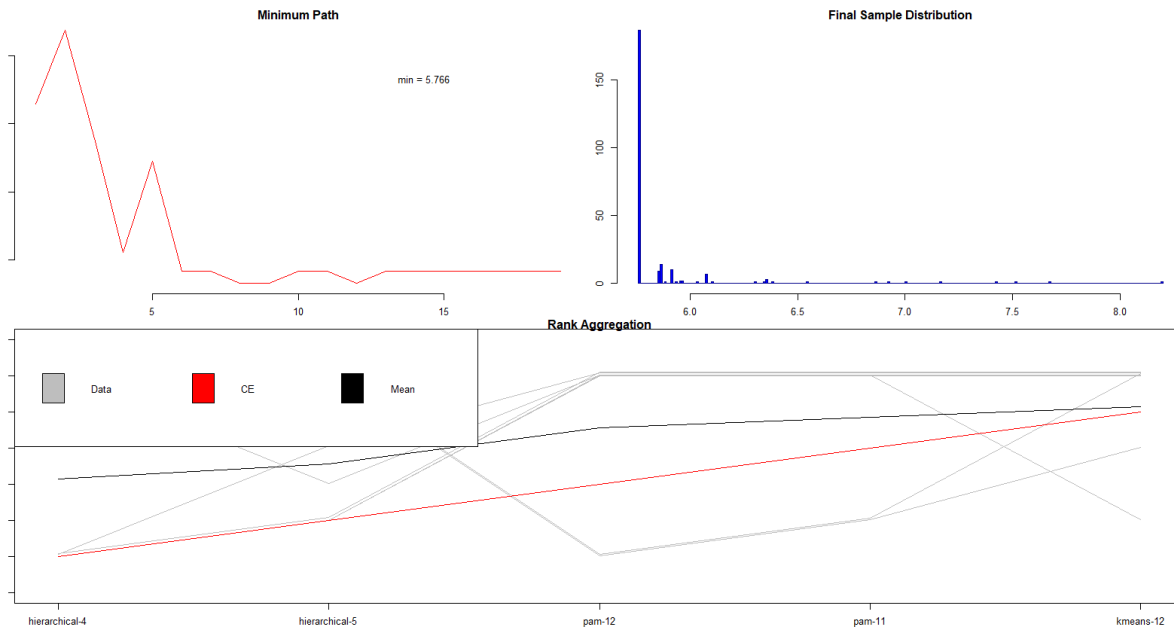 Minimum Path
min = 5.766
5 10 15
Final Sample Distribution
150
100
50
0
6.0 6.5 7.0 7.5 8.0
Rank Aggregation
Data CE Mean
hierarchical-4 hierarchical-5 pam-12 pam-11 kmeans-12